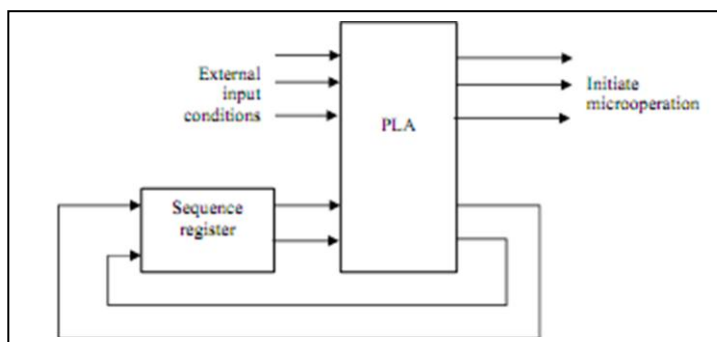 External
input
conditions
PLA
Initiate
microoperation
Sequence
register